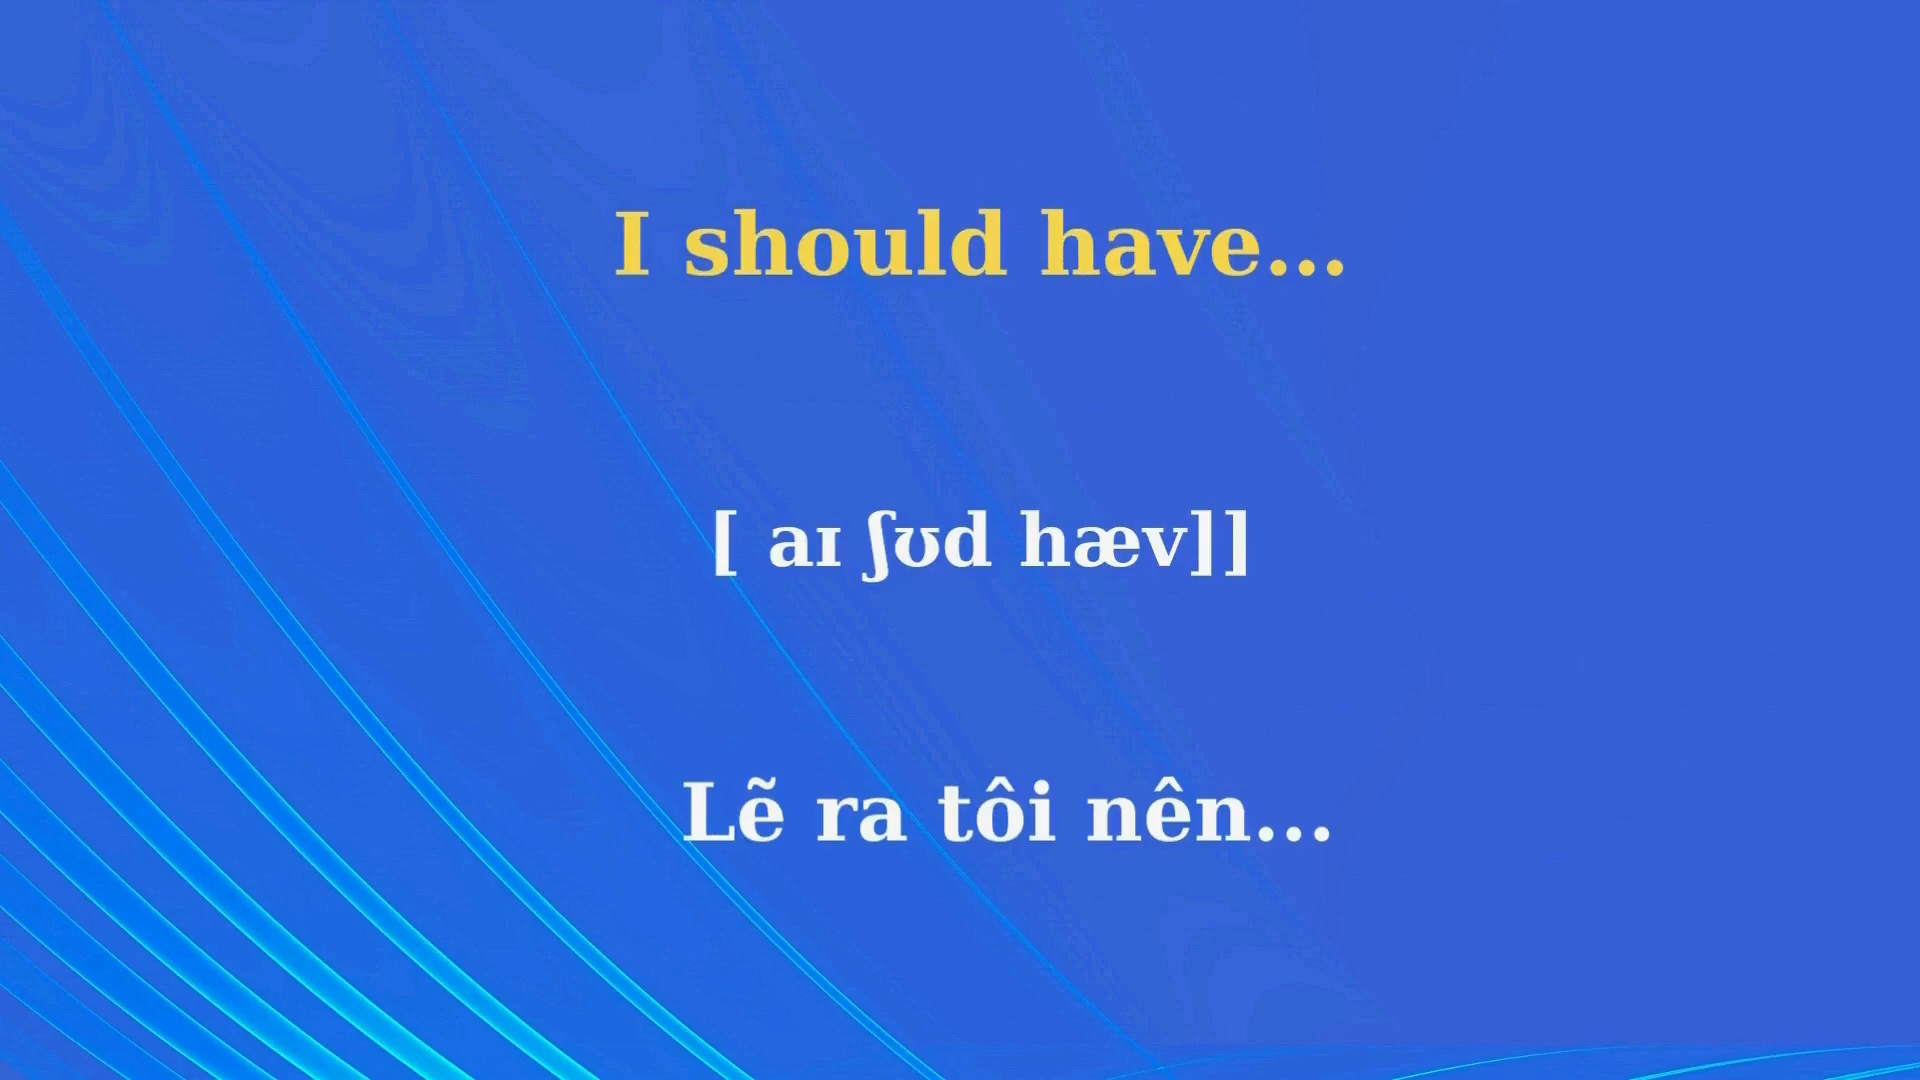 I should have...
[ aɪ ʃʊd hæv]]
Lẽ ra tôi nên...